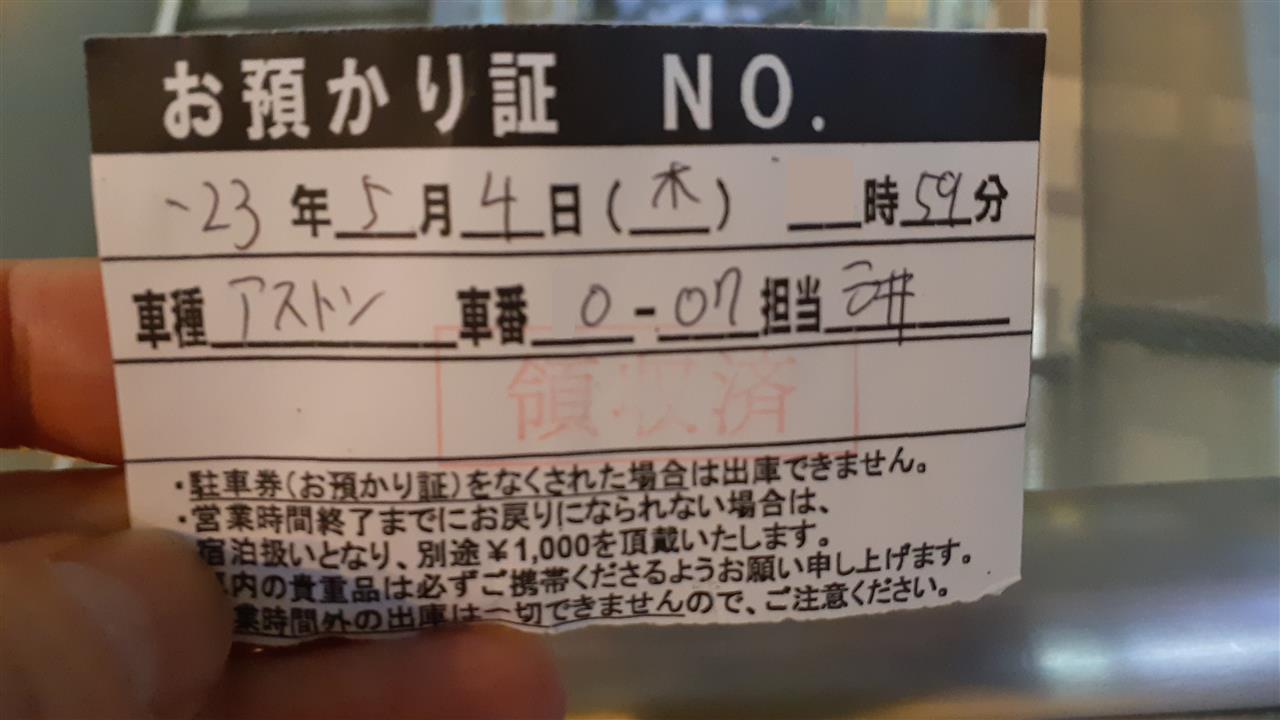 お預かり証 NO.
'23年5月4日(木) 時59分
車種アストン 車番 0-07担当
領収済
・駐車券(お預かり証)をなくされた場合は出庫できません。
・営業時間終了までにお戻りになられない場合は、
宿泊扱いとなり、別途¥1,000を頂戴いたします。
内の貴重品は必ずご携帯くださるようお願い申し上げます。
業時間外の出庫は一切できませんので、ご注意ください。